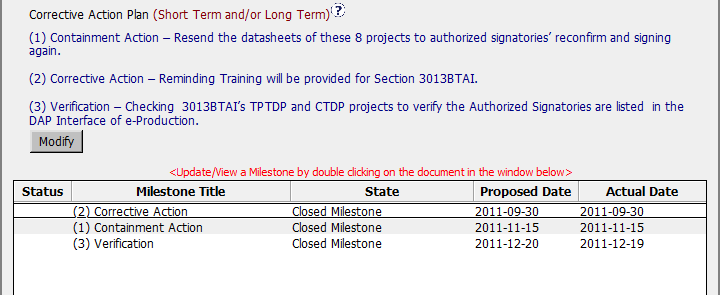 Corrective Action Plan (Short Term and/or Long Term) ?
(1) Containment Action – Resend the datasheets of these 8 projects to authorized signatories’ reconfirm and signing
again.
(2) Corrective Action – Reminding Training will be provided for Section 3013BTAI.
(3) Verification – Checking  3013BTAI’s TPTDP and CTDP projects to verify the Authorized Signatories are listed  in the
DAP Interface of e-Production.
Modify
<Update/View a Milestone by double clicking on the document in the window below>
Status Milestone Title State Proposed Date Actual Date
(2) Corrective Action Closed Milestone 2011-09-30 2011-09-30
(1) Containment Action Closed Milestone 2011-11-15 2011-11-15
(3) Verification Closed Milestone 2011-12-20 2011-12-19